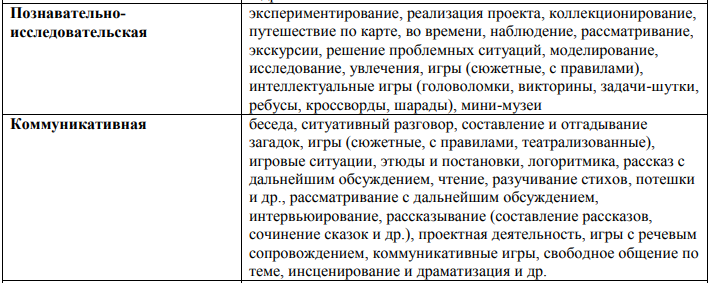 Познавательно-
исследовательская
экспериментирование, реализация проекта, коллекционирование,
путешествие по карте, во времени, наблюдение, рассматривание,
экскурсии, решение проблемных ситуаций, моделирование,
исследование, увлечения, игры (сюжетные, с правилами),
интеллектуальные игры (головоломки, викторины, задачи-шутки,
ребусы, кроссворды, шарады), мини-музеи
Коммуникативная
беседа, ситуативный разговор, составление и отгадывание
загадок, игры (сюжетные, с правилами, театрализованные),
игровые ситуации, этюды и постановки, логоритмика, рассказ с
дальнейшим обсуждением, чтение, разучивание стихов, потешки
и др., рассматривание с дальнейшим обсуждением,
интервьюирование, рассказывание (составление рассказов,
сочинение сказок и др.), проектная деятельность, игры с речевым
сопровождением, коммуникативные игры, свободное общение по
теме, инсценирование и драматизация и др.